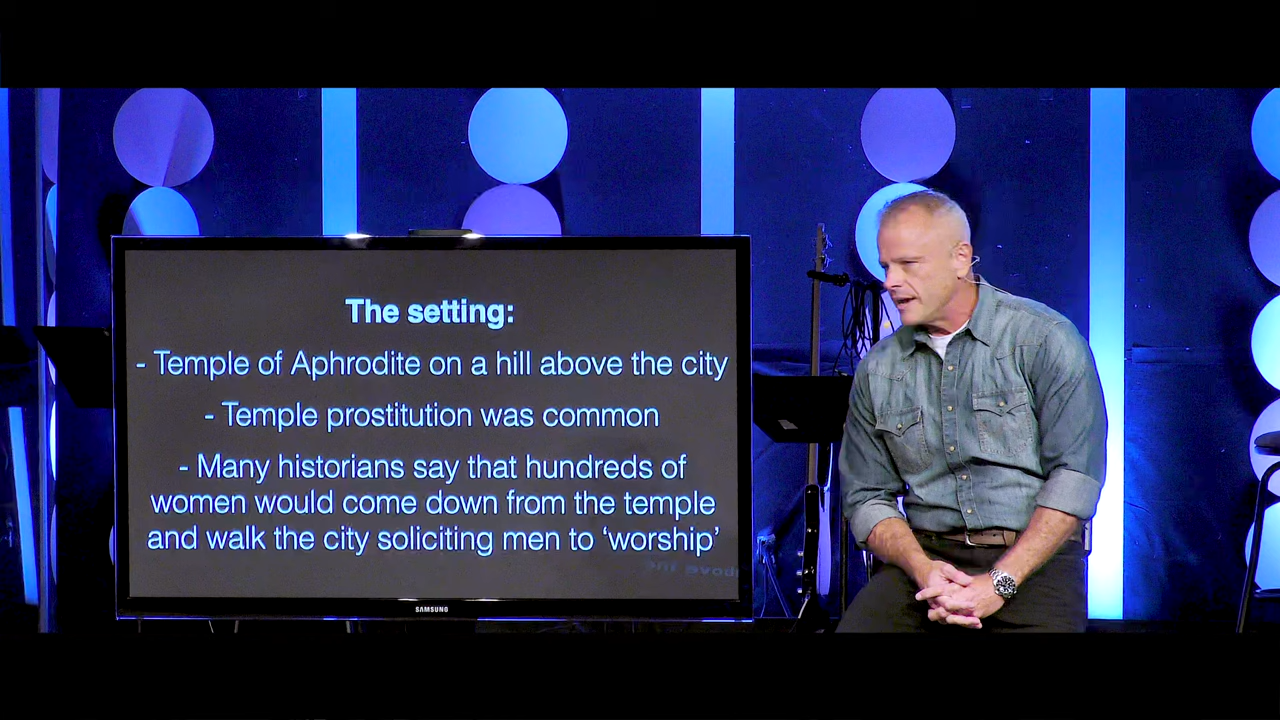 The setting:
- Temple of Aphrodite on a hill above the city
- Temple prostitution was common
- Many historians say that hundreds of
women would come down from the temple
and walk the city soliciting men to ‘worship’
SAMSUNG